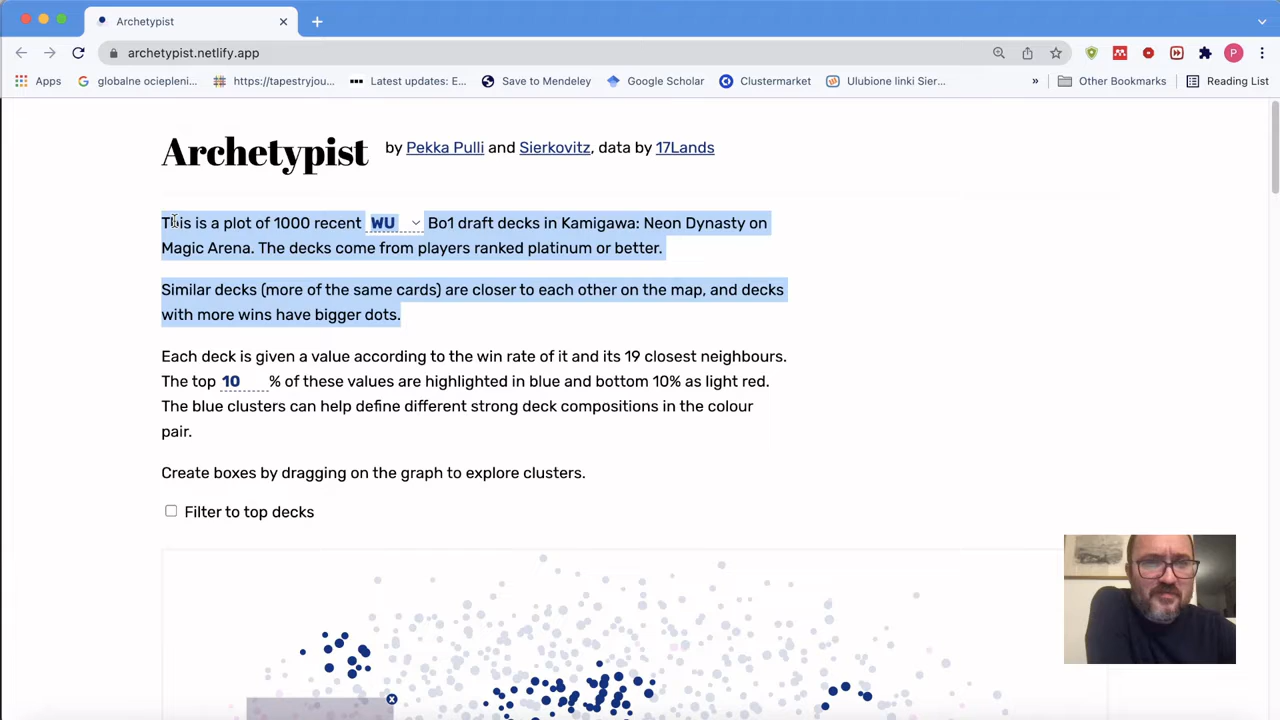 Archetypist
archetypist.netlify.app
P
Apps globalne ociepleni... https://tapestryjou... Latest updates: E... Save to Mendeley Google Scholar Clustermarket Ulubione linki Sier... » Other Bookmarks Reading List
Archetypist by Pekka Pulli and Sierkovitz, data by 17Lands
This is a plot of 1000 recent WU Bo1 draft decks in Kamigawa: Neon Dynasty on
Magic Arena. The decks come from players ranked platinum or better.
Similar decks (more of the same cards) are closer to each other on the map, and decks
with more wins have bigger dots.
Each deck is given a value according to the win rate of it and its 19 closest neighbours.
The top 10 % of these values are highlighted in blue and bottom 10% as light red.
The blue clusters can help define different strong deck compositions in the colour
pair.
Create boxes by dragging on the graph to explore clusters.
Filter to top decks